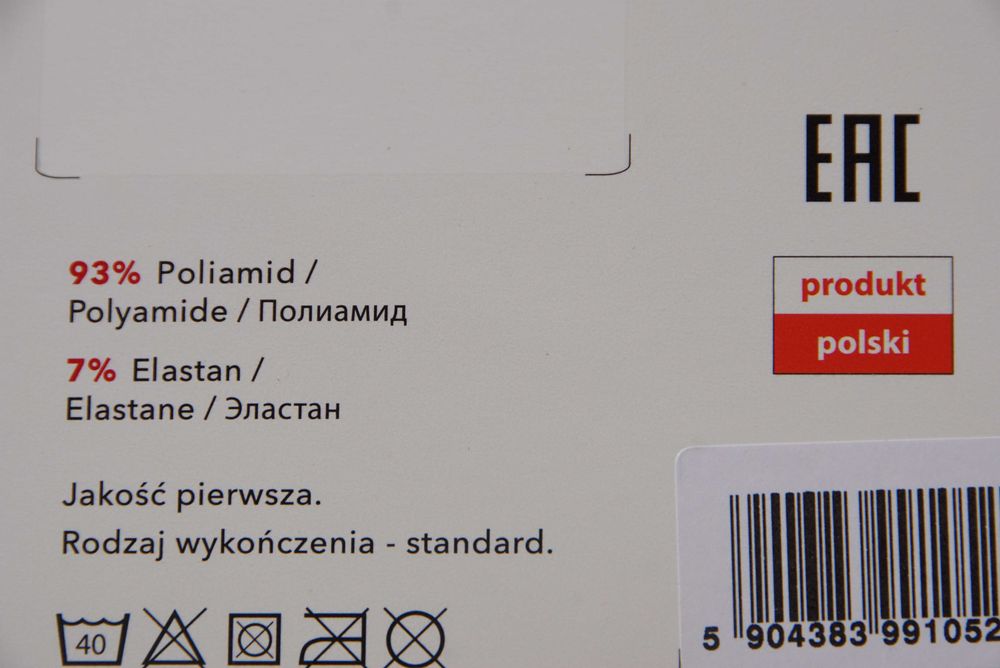 EAC
93% Poliamid /
Polyamide / Полиамид
7% Elastan /
Elastane / Эластан
produkt
polski
Jakość pierwsza.
Rodzaj wykończenia - standard.
40
5 904383 991052